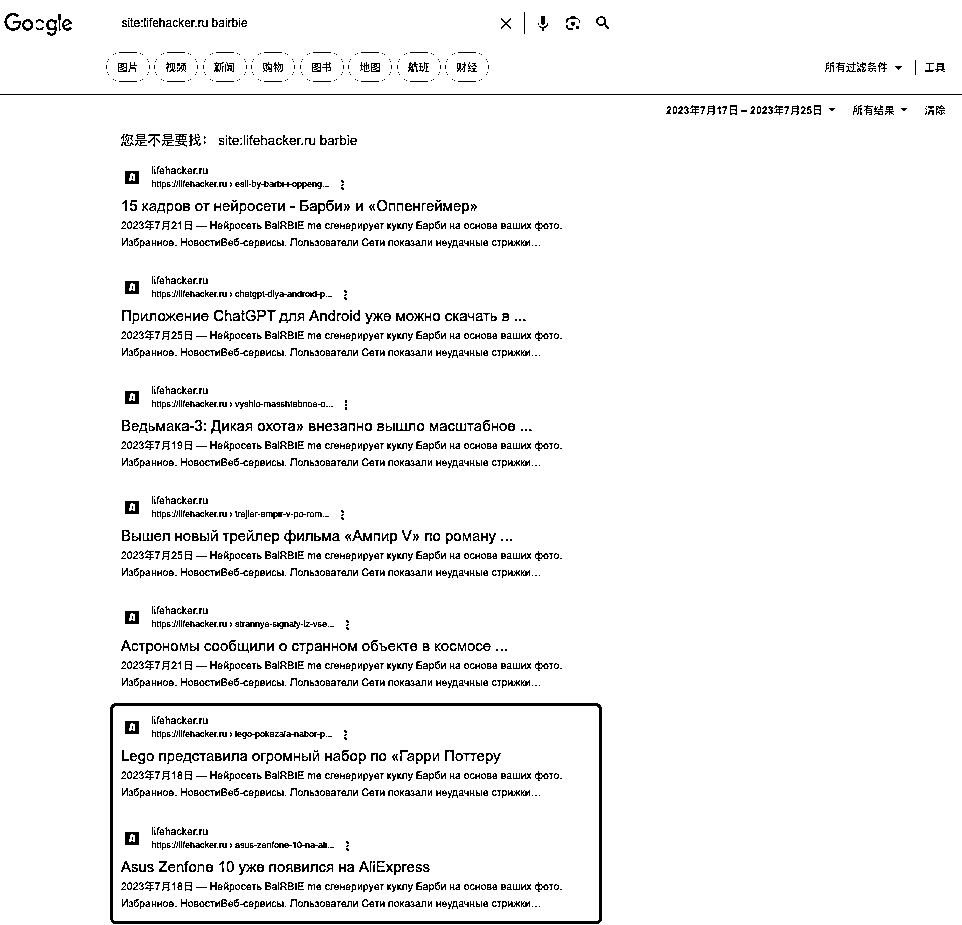 Google
site:lifehacker.ru bairbie
图片 视频 新闻 购物 图书 地图 航班 财经
所有过滤条件 工具
2023年7月17日 – 2023年7月25日 所有结果 清除
您是不是要找： site:lifehacker.ru barbie
lifehacker.ru
https://lifehacker.ru › esli-by-barbi-i-oppeng...
15 кадров от нейросети - Барби» и «Оппенгеймер»
2023年7月21日 — Нейросеть BaIRBIE me сгенерирует куклу Барби на основе ваших фото.
Избранное. НовостиВеб-сервисы. Пользователи Сети показали неудачные стрижки...
lifehacker.ru
https://lifehacker.ru › chatgpt-dlya-android-p...
Приложение ChatGPT для Android уже можно скачать в ...
2023年7月25日 — Нейросеть BaIRBIE me сгенерирует куклу Барби на основе ваших фото.
Избранное. НовостиВеб-сервисы. Пользователи Сети показали неудачные стрижки...
lifehacker.ru
https://lifehacker.ru › vyshlo-masshtabnoe-o...
Ведьмака-3: Дикая охота» внезапно вышло масштабное ...
2023年7月19日 — Нейросеть BaIRBIE me сгенерирует куклу Барби на основе ваших фото.
Избранное. НовостиВеб-сервисы. Пользователи Сети показали неудачные стрижки...
lifehacker.ru
https://lifehacker.ru › trejler-ampir-v-po-rom...
Вышел новый трейлер фильма «Ампир V» по роману ...
2023年7月25日 — Нейросеть BaIRBIE me сгенерирует куклу Барби на основе ваших фото.
Избранное. НовостиВеб-сервисы. Пользователи Сети показали неудачные стрижки...
lifehacker.ru
https://lifehacker.ru › strannye-signaly-iz-vse...
Астрономы сообщили о странном объекте в космосе ...
2023年7月21日 — Нейросеть BaIRBIE me сгенерирует куклу Барби на основе ваших фото.
Избранное. НовостиВеб-сервисы. Пользователи Сети показали неудачные стрижки...
lifehacker.ru
https://lifehacker.ru › lego-pokazala-nabor-p...
Lego представила огромный набор по «Гарри Поттеру
2023年7月18日 — Нейросеть BaIRBIE me сгенерирует куклу Барби на основе ваших фото.
Избранное. НовостиВеб-сервисы. Пользователи Сети показали неудачные стрижки...
lifehacker.ru
https://lifehacker.ru › asus-zenfone-10-na-ali...
Asus Zenfone 10 уже появился на AliExpress
2023年7月18日 — Нейросеть BaIRBIE me сгенерирует куклу Барби на основе ваших фото.
Избранное. НовостиВеб-сервисы. Пользователи Сети показали неудачные стрижки...